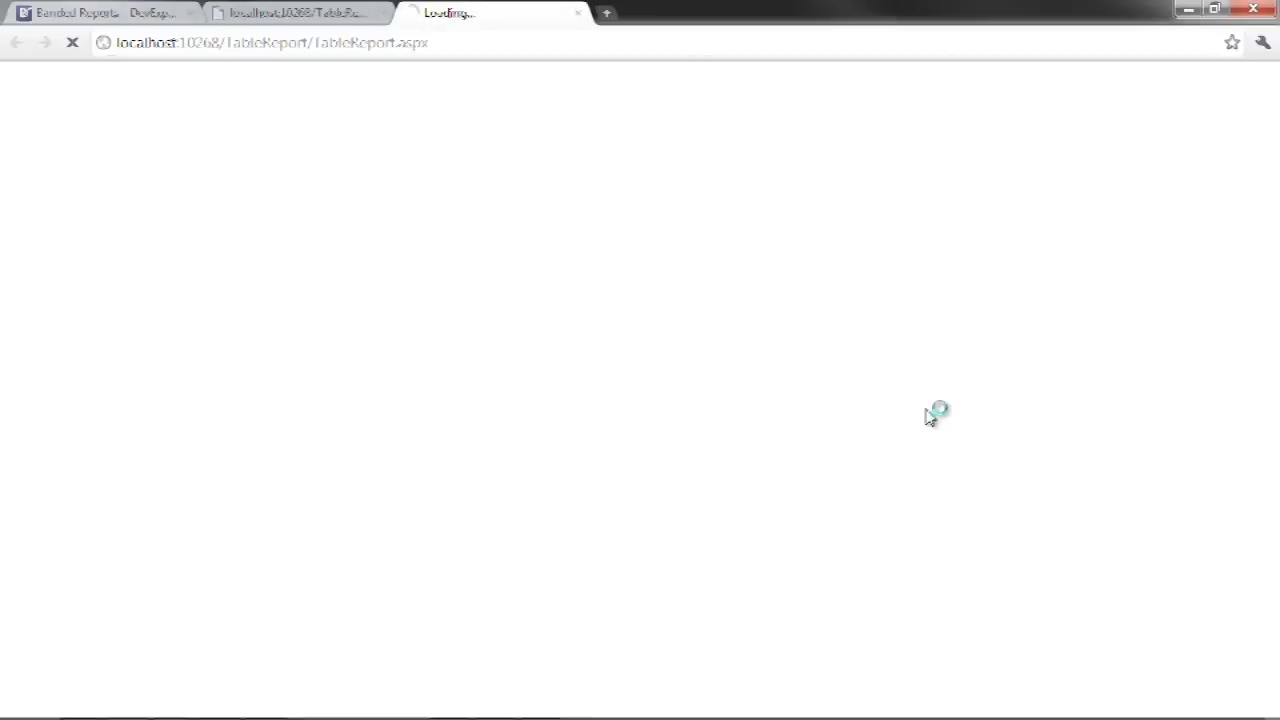 Banded Reports - DevExp...
localhost:10268/TableRe...
Loading...
localhost:10268/TableReport/TableReport.aspx